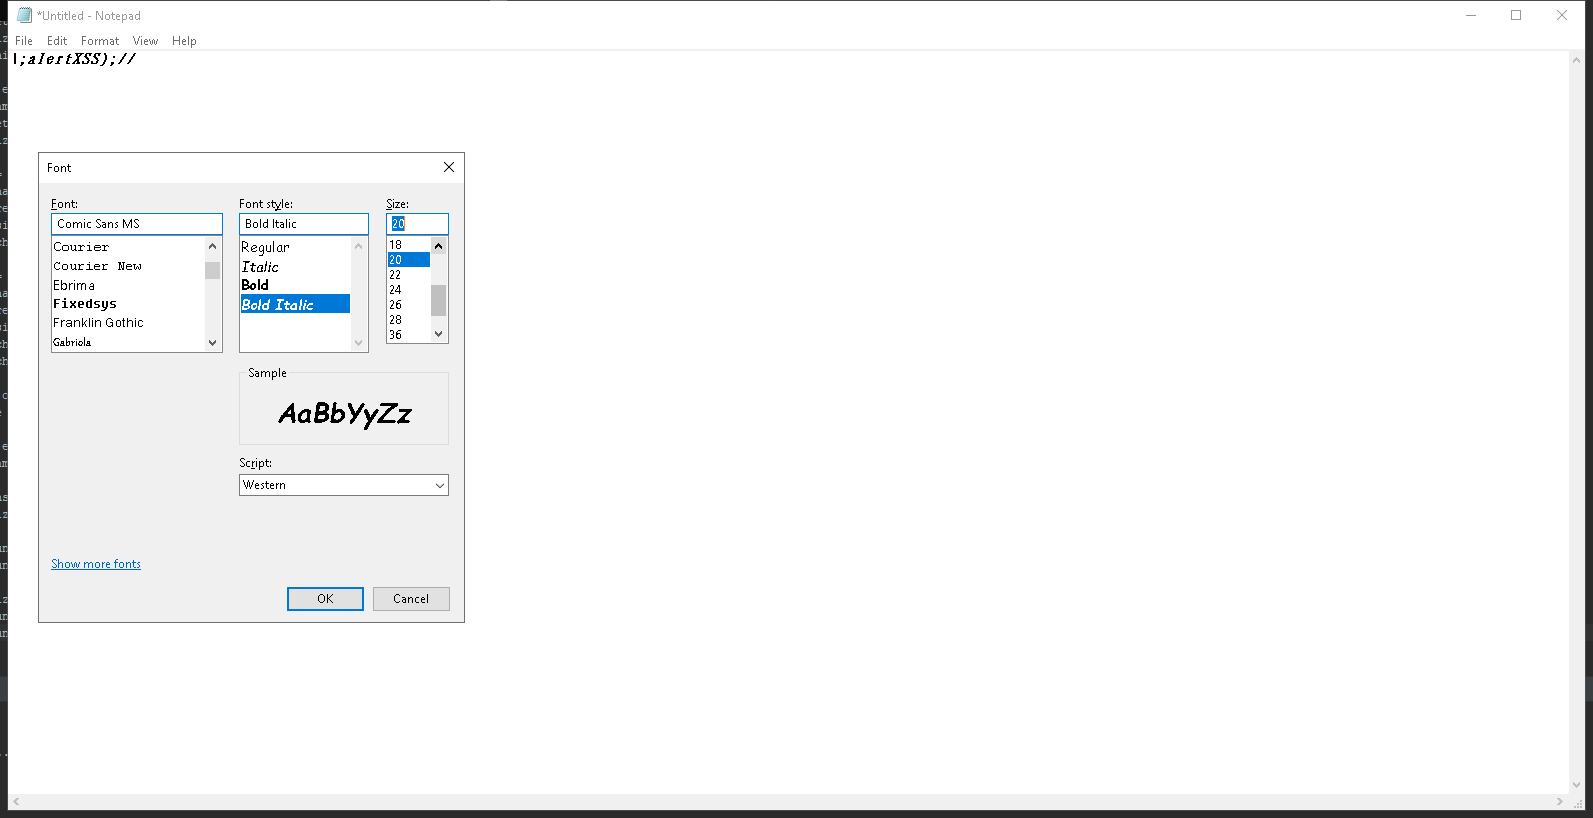 *Untitled - Notepad
File Edit Format View Help
;alertXSS);//
Font
Font: Font style: Size:
Comic Sans MS Bold Italic 20
Courier
Courier New
Ebrima
Fixedsys
Franklin Gothic
Gabriola
Regular
Italic
Bold
Bold Italic
18
20
22
24
26
28
36
Sample
AaBbYyZz
Script:
Western
Show more fonts
OK Cancel